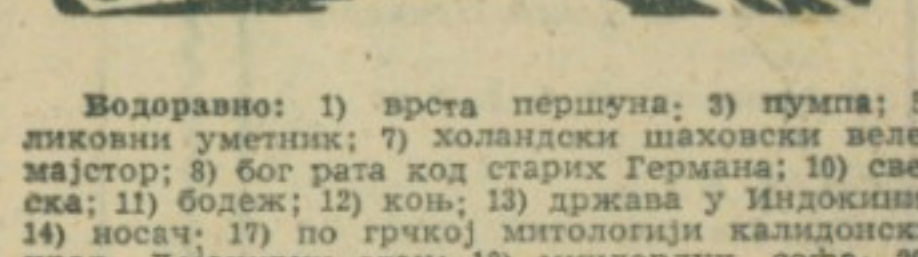 Водоравно: 1) врста першуна; 3) пумпа;
ликовни уметник; 7) холандски шаховски веле
мајстор; 8) бог рата код старих Германа; 10) све
ска; 11) бодеж; 12) коњ; 13) држава у Индокини
14) носач; 17) по грчкој митологији калидонск